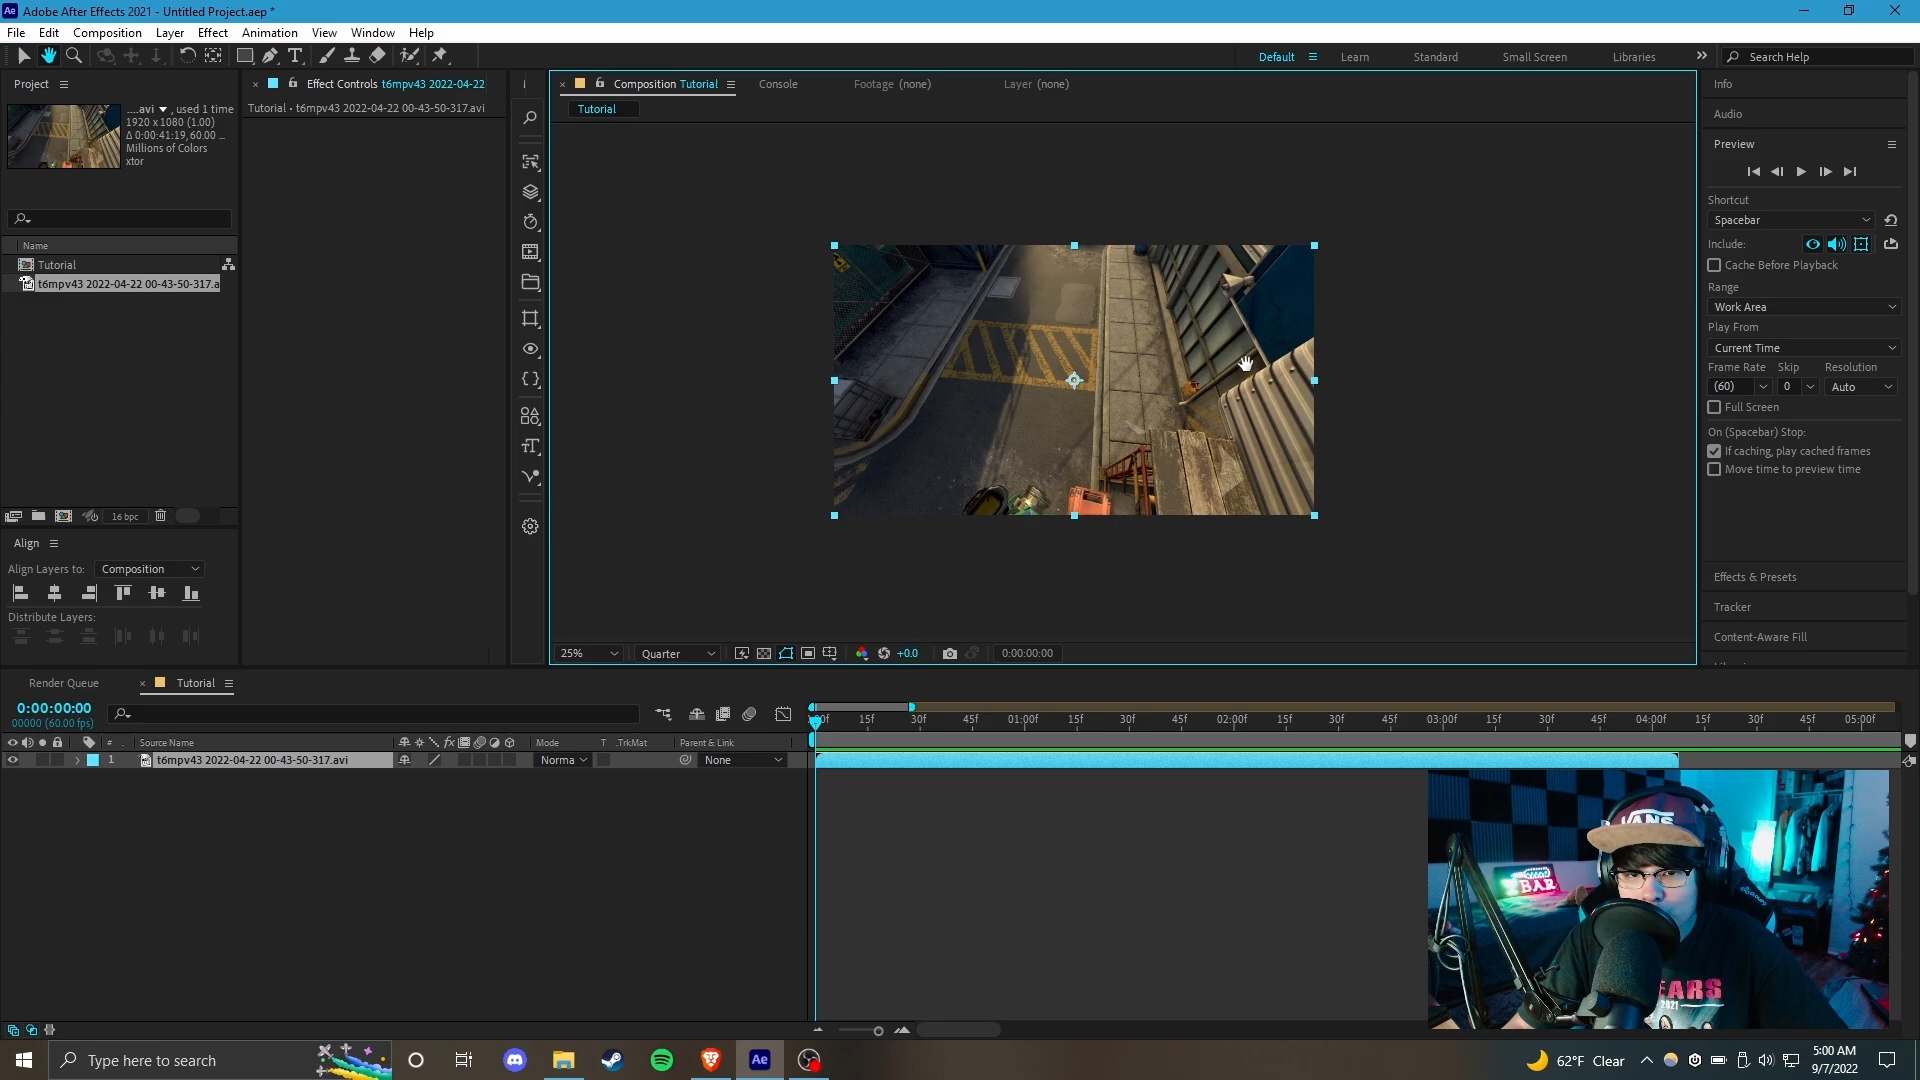 Ae Adobe After Effects 2021 - Untitled Project.aep *
File Edit Composition Layer Effect Animation View Window Help
Default Learn Standard Small Screen Libraries Search Help
Project
....avi , used 1 time
1920 x 1080 (1.00)
Δ 0:00:41:19, 60.00 ...
Millions of Colors
xtor
Name
Tutorial
t6mpv43 2022-04-22 00-43-50-317.a
16 bpc
Align
Align Layers to: Composition
Distribute Layers:
Effect Controls t6mpv43 2022-04-22
Tutorial • t6mpv43 2022-04-22 00-43-50-317.avi
Composition Tutorial Console Footage (none) Layer (none)
Tutorial
25% Quarter +0.0 0:00:00:00
Info
Audio
Preview
Shortcut
Spacebar
Include:
Cache Before Playback
Range
Work Area
Play From
Current Time
Frame Rate Skip Resolution
(60) 0 Auto
Full Screen
On (Spacebar) Stop:
If caching, play cached frames
Move time to preview time
Effects & Presets
Tracker
Content-Aware Fill
Render Queue Tutorial
0:00:00:00
00000 (60.00 fps)
:00f 15f 30f 45f 01:00f 15f 30f 45f 02:00f 15f 30f 45f 03:00f 15f 30f 45f 04:00f 15f 30f 45f 05:00f
# Source Name fx Mode T .TrkMat Parent & Link
1 t6mpv43 2022-04-22 00-43-50-317.avi Norma None
VANS
BAR
EARS
2021
Type here to search
Ae
62°F Clear
5:00 AM
9/7/2022